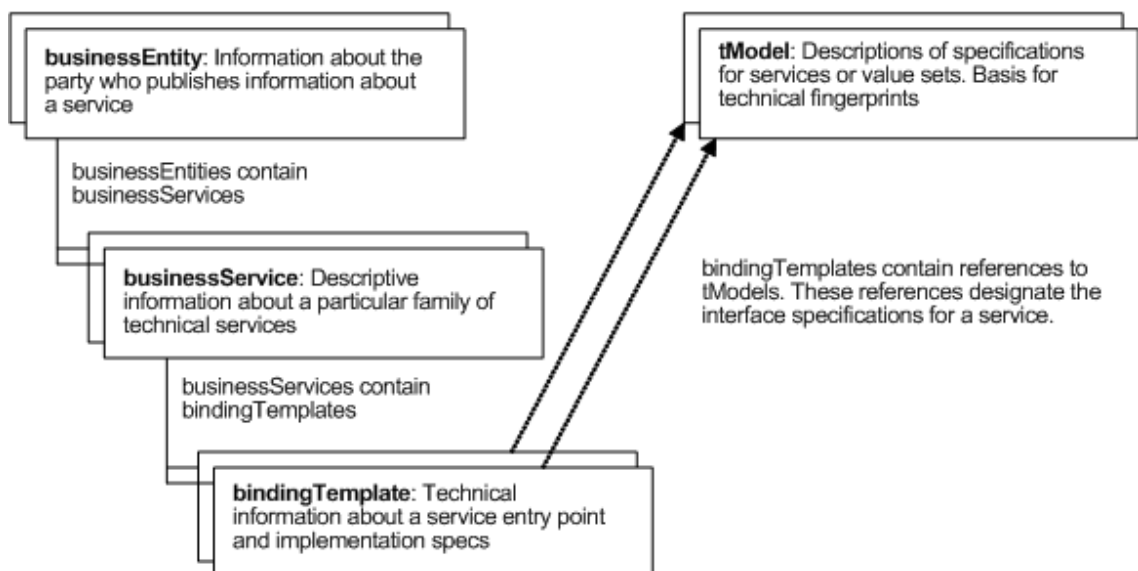 businessEntity: Information about the
party who publishes information about
a service
tModel: Descriptions of specifications
for services or value sets. Basis for
technical fingerprints
businessEntities contain
businessServices
businessService: Descriptive
information about a particular family of
technical services
bindingTemplates contain references to
tModels. These references designate the
interface specifications for a service.
businessServices contain
bindingTemplates
bindingTemplate: Technical
information about a service entry point
and implementation specs